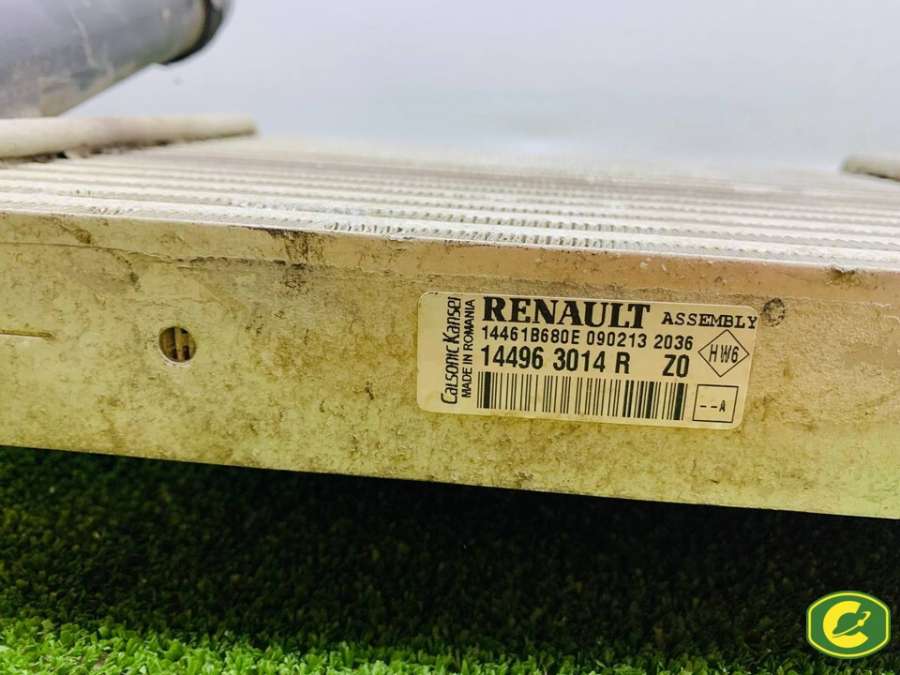 Calsonic Kansei
MADE IN ROMANIA
RENAULT ASSEMBLY
14461B680E 090213 2036
14496 3014 R Z0
HW6
--A
C